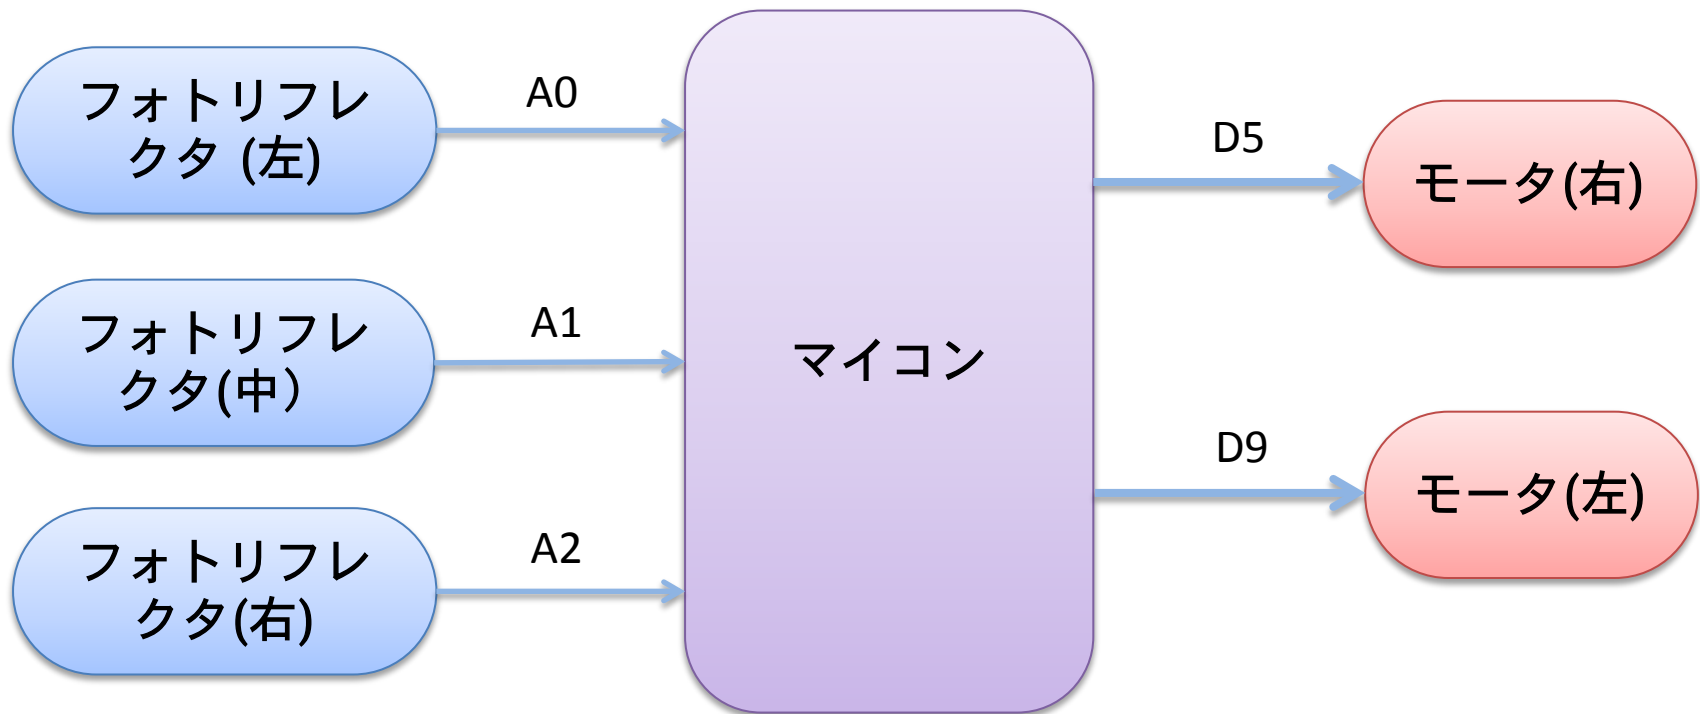 フォトリフレ
クタ (左)
A0
フォトリフレ
クタ(中）
A1
フォトリフレ
クタ(右)
A2
マイコン
D5
モータ(右)
D9
モータ(左)